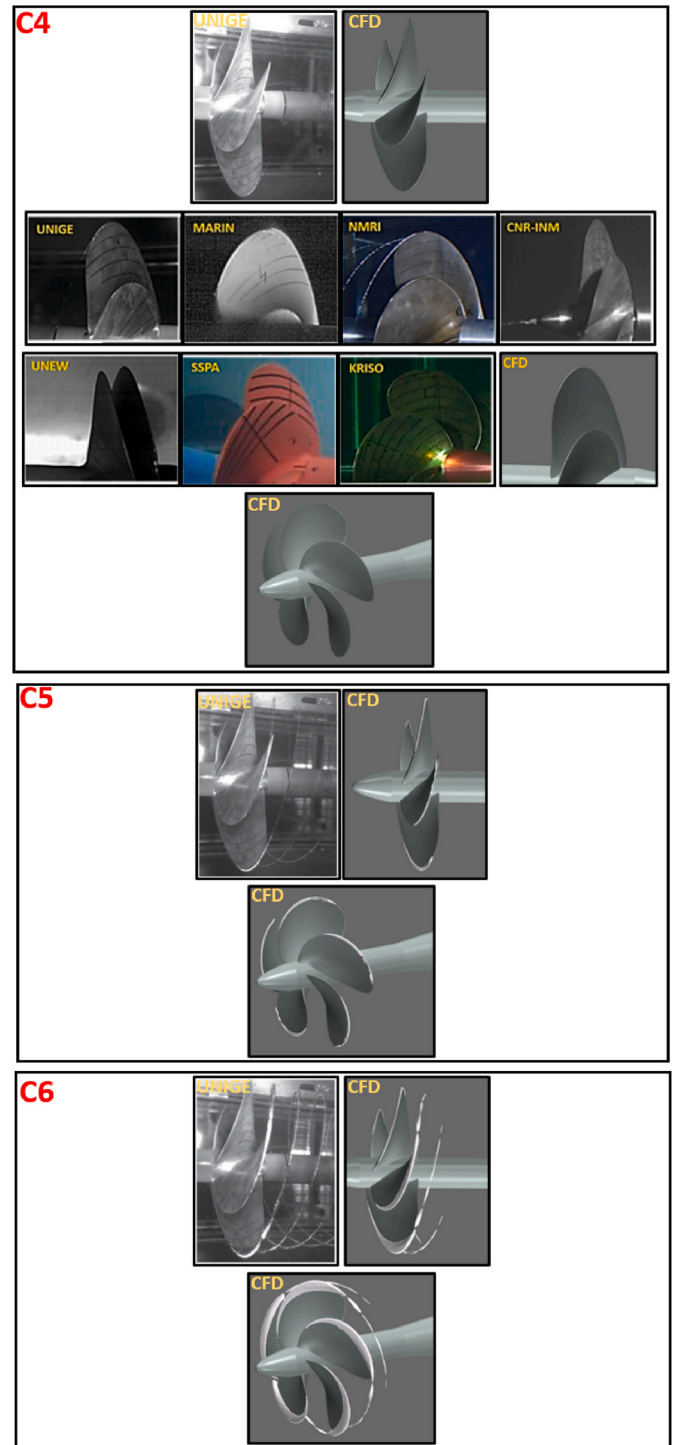 C4
UNIGE
CFD
UNIGE
MARIN
NMRI
CNR-INM
UNEW
SSPA
KRISO
CFD
CFD
C5
UNIGE
CFD
CFD
C6
UNIGE
CFD
CFD